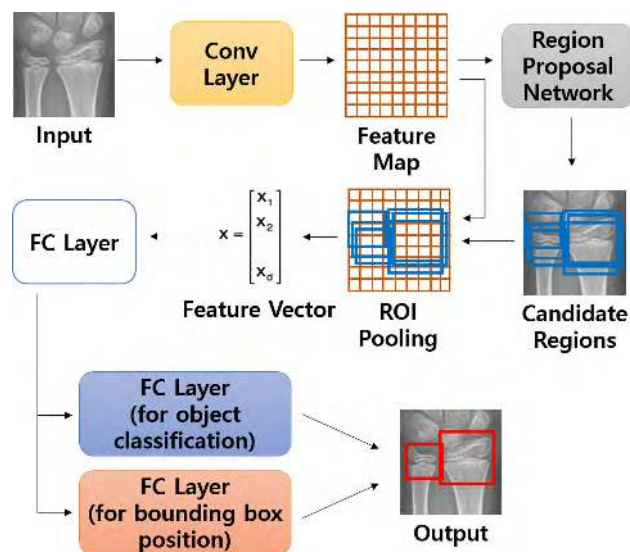 Input
Conv
Layer
Feature
Map
Region
Proposal
Network
FC Layer
x =
x1
x2
xd
Feature Vector
ROI
Pooling
Candidate
Regions
FC Layer
(for object
classification)
FC Layer
(for bounding box
position)
Output